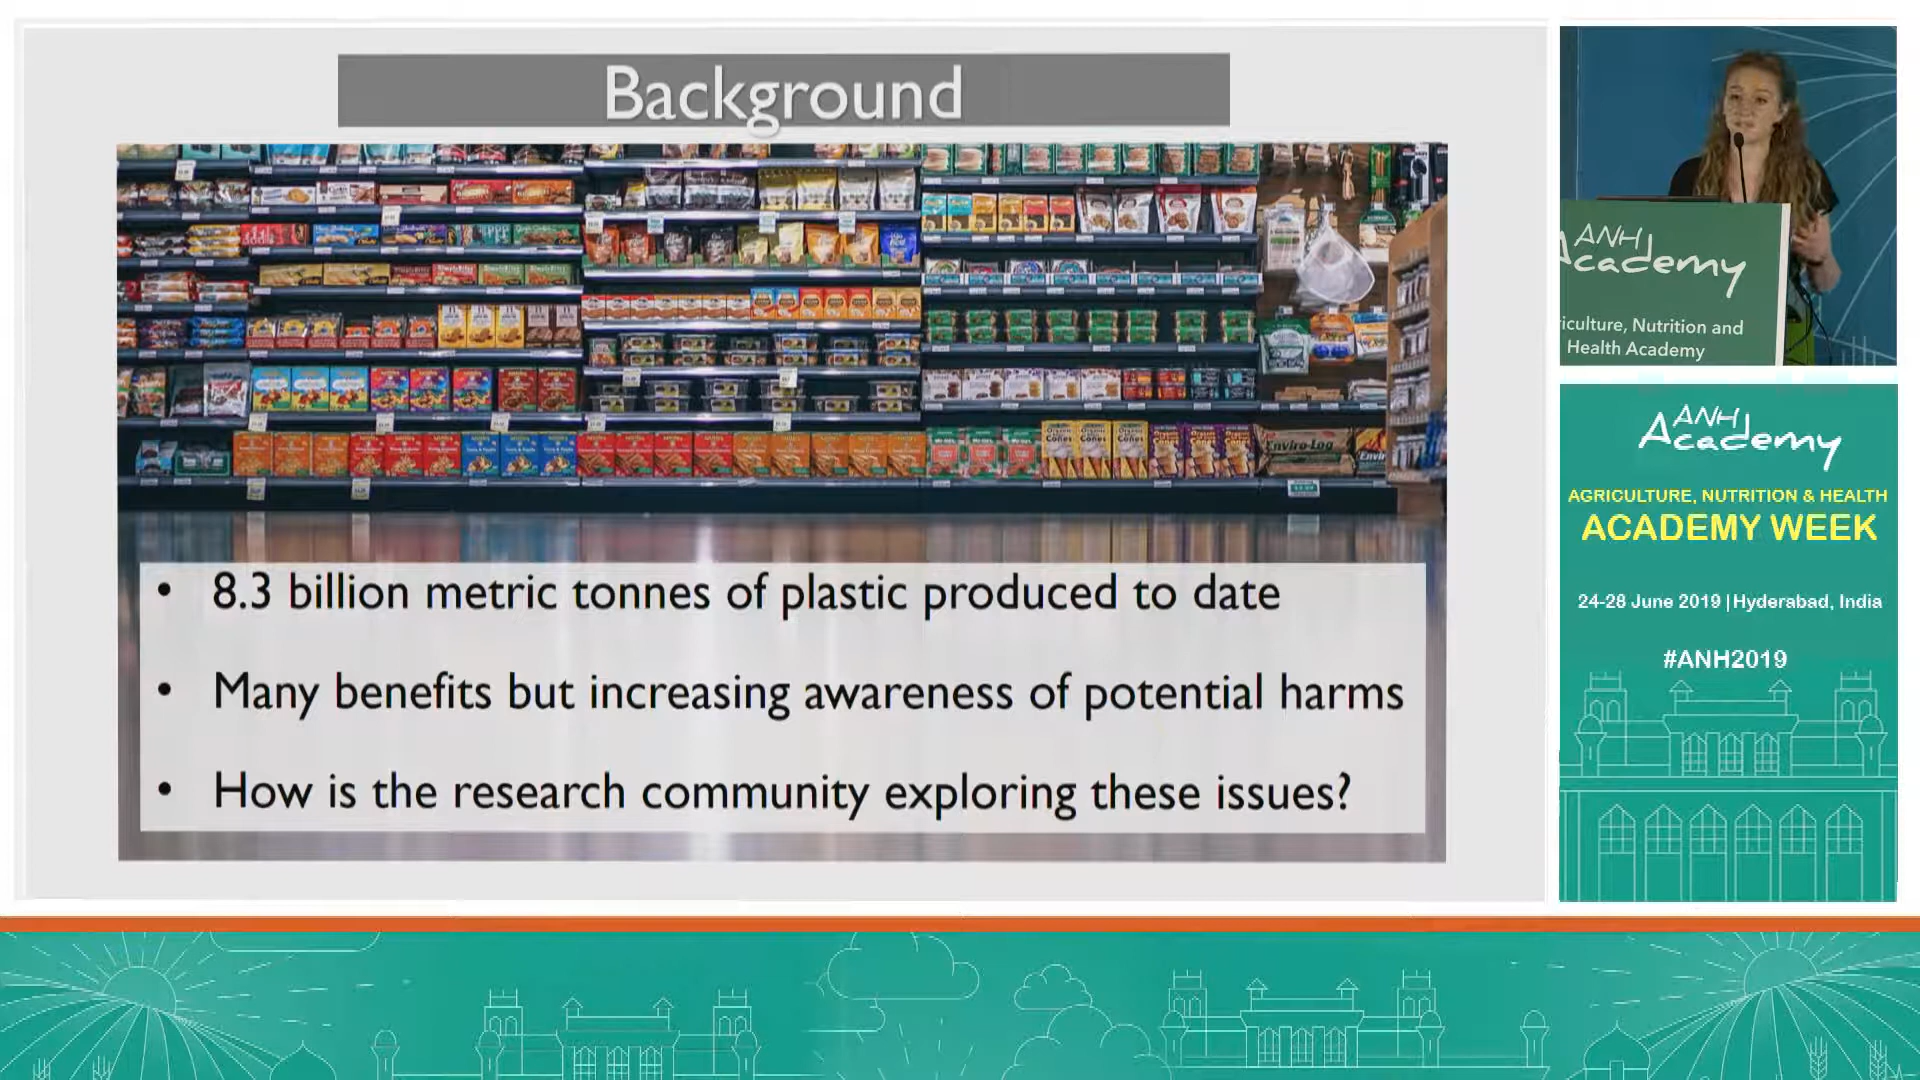 Background
• 8.3 billion metric tonnes of plastic produced to date
• Many benefits but increasing awareness of potential harms
• How is the research community exploring these issues?
Enviro-Log
ANH
Academy
iculture, Nutrition and
Health Academy
ANH
Academy
AGRICULTURE, NUTRITION & HEALTH
ACADEMY WEEK
24-28 June 2019 | Hyderabad, India
#ANH2019